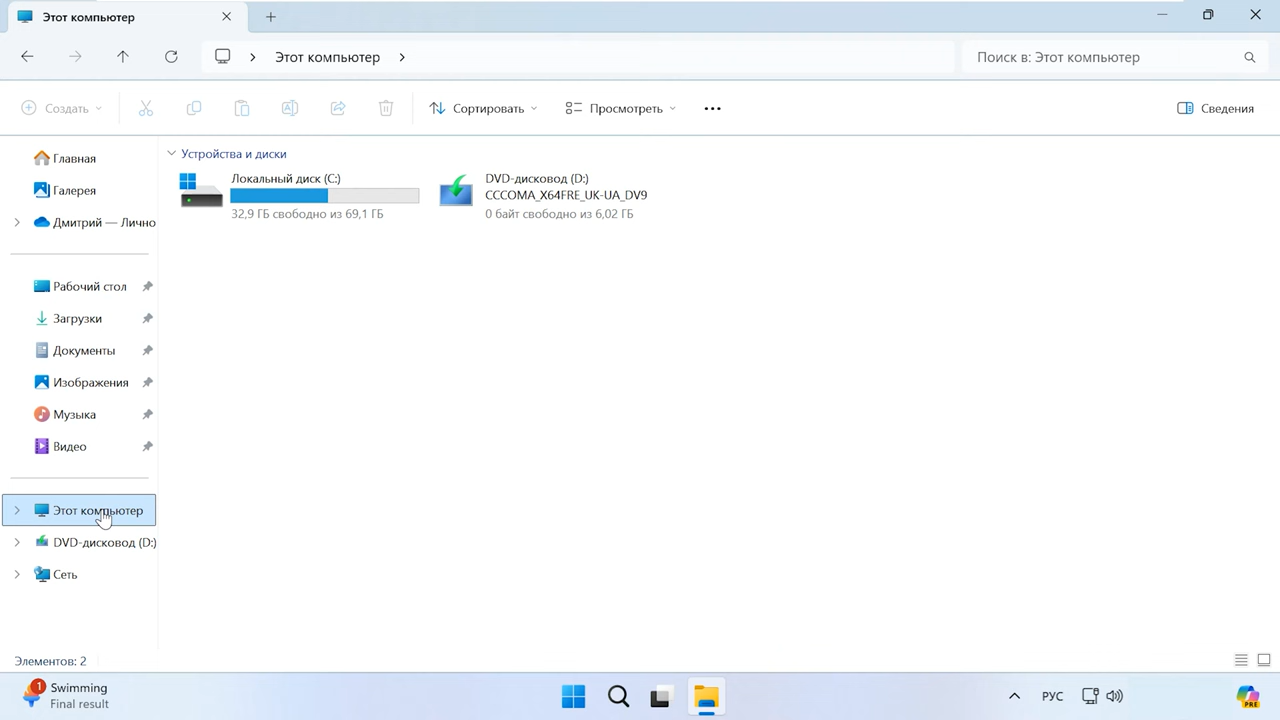 Этот компьютер
Этот компьютер
Поиск в: Этот компьютер
Создать
Сортировать
Просмотреть
Сведения
Главная
Галерея
Дмитрий — Лично
Рабочий стол
Загрузки
Документы
Изображения
Музыка
Видео
Этот компьютер
DVD-дисковод (D:)
Сеть
Устройства и диски
Локальный диск (C:)
32,9 ГБ свободно из 69,1 ГБ
DVD-дисковод (D:)
CCCOMA_X64FRE_UK-UA_DV9
0 байт свободно из 6,02 ГБ
Элементов: 2
1
Swimming
Final result
РУС
PRE